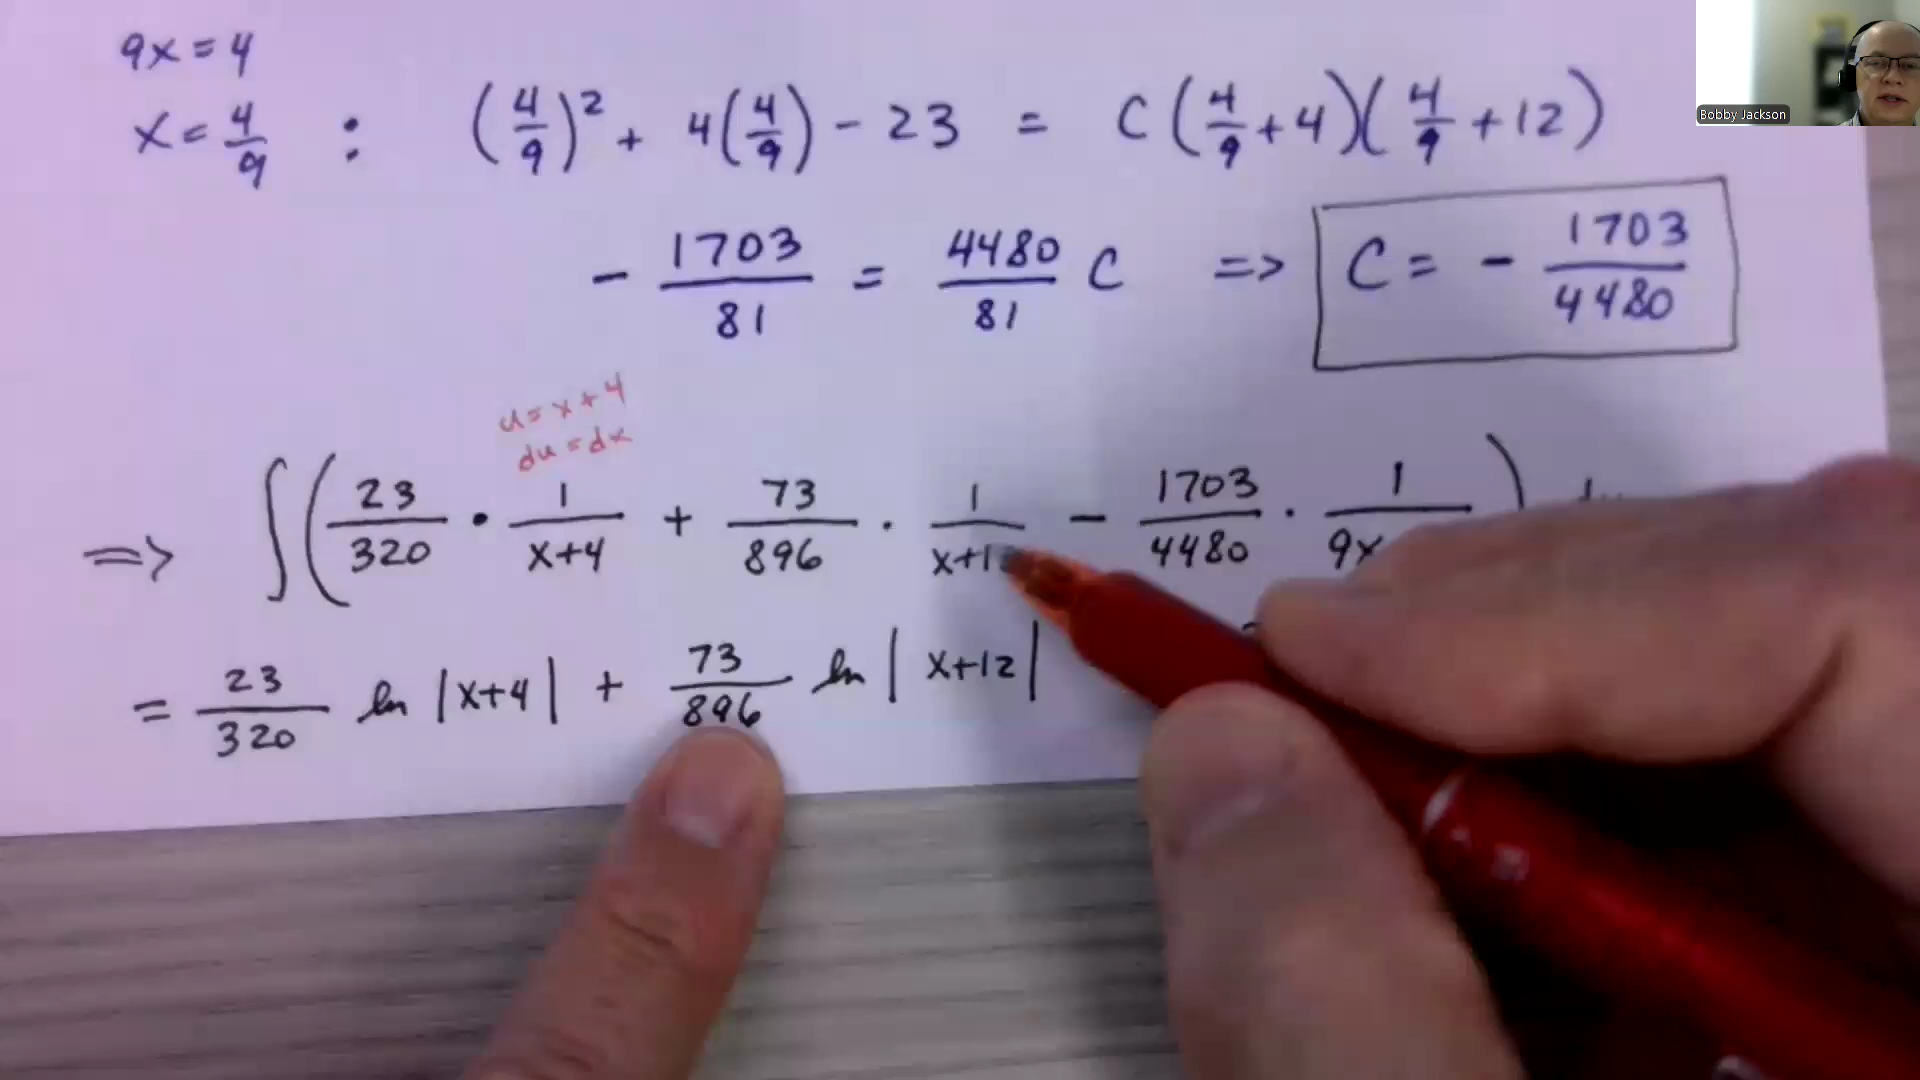 9x = 4
x = 4/9 : (4/9)² + 4(4/9) - 23 = C(4/9 + 4)(4/9 + 12)
- 1703/81 = 4480/81 C => C = - 1703/4480
u = x + 4
du = dx
=> ∫( 23/320 • 1/x+4 + 73/896 · 1/x+1 - 1703/4480 · 1/9x )
= 23/320 ln |x+4| + 73/896 ln | x+12 |
Bobby Jackson